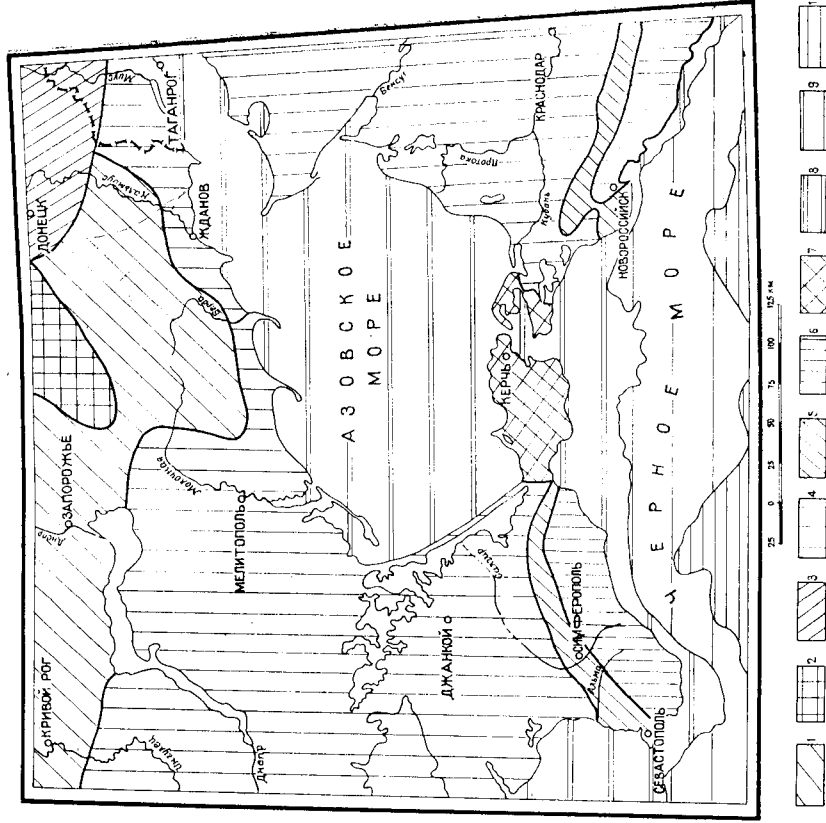 КРИВОЙ РОГ
ЗАПОРОЖЬЕ
ДОНЕЦК
Днепр
Ингулец
Днепр
Молочная
Берда
Кальмиус
Миус
ТАГАНРОГ
ЖДАНОВ
МЕЛИТОПОЛЬ
АЗОВСКОЕ
МОРЕ
Бейсуг
ДЖАНКОЙ
Салгир
КЕРЧЬ
Протока
КРАСНОДАР
Кубань
СИМФЕРОПОЛЬ
Альма
СЕВАСТОПОЛЬ
НОВОРОССИЙСК
ЧЕРНОЕ МОРЕ
25 0 25 50 75 100 125 км
1 2 3 4 5 6 7 8 9